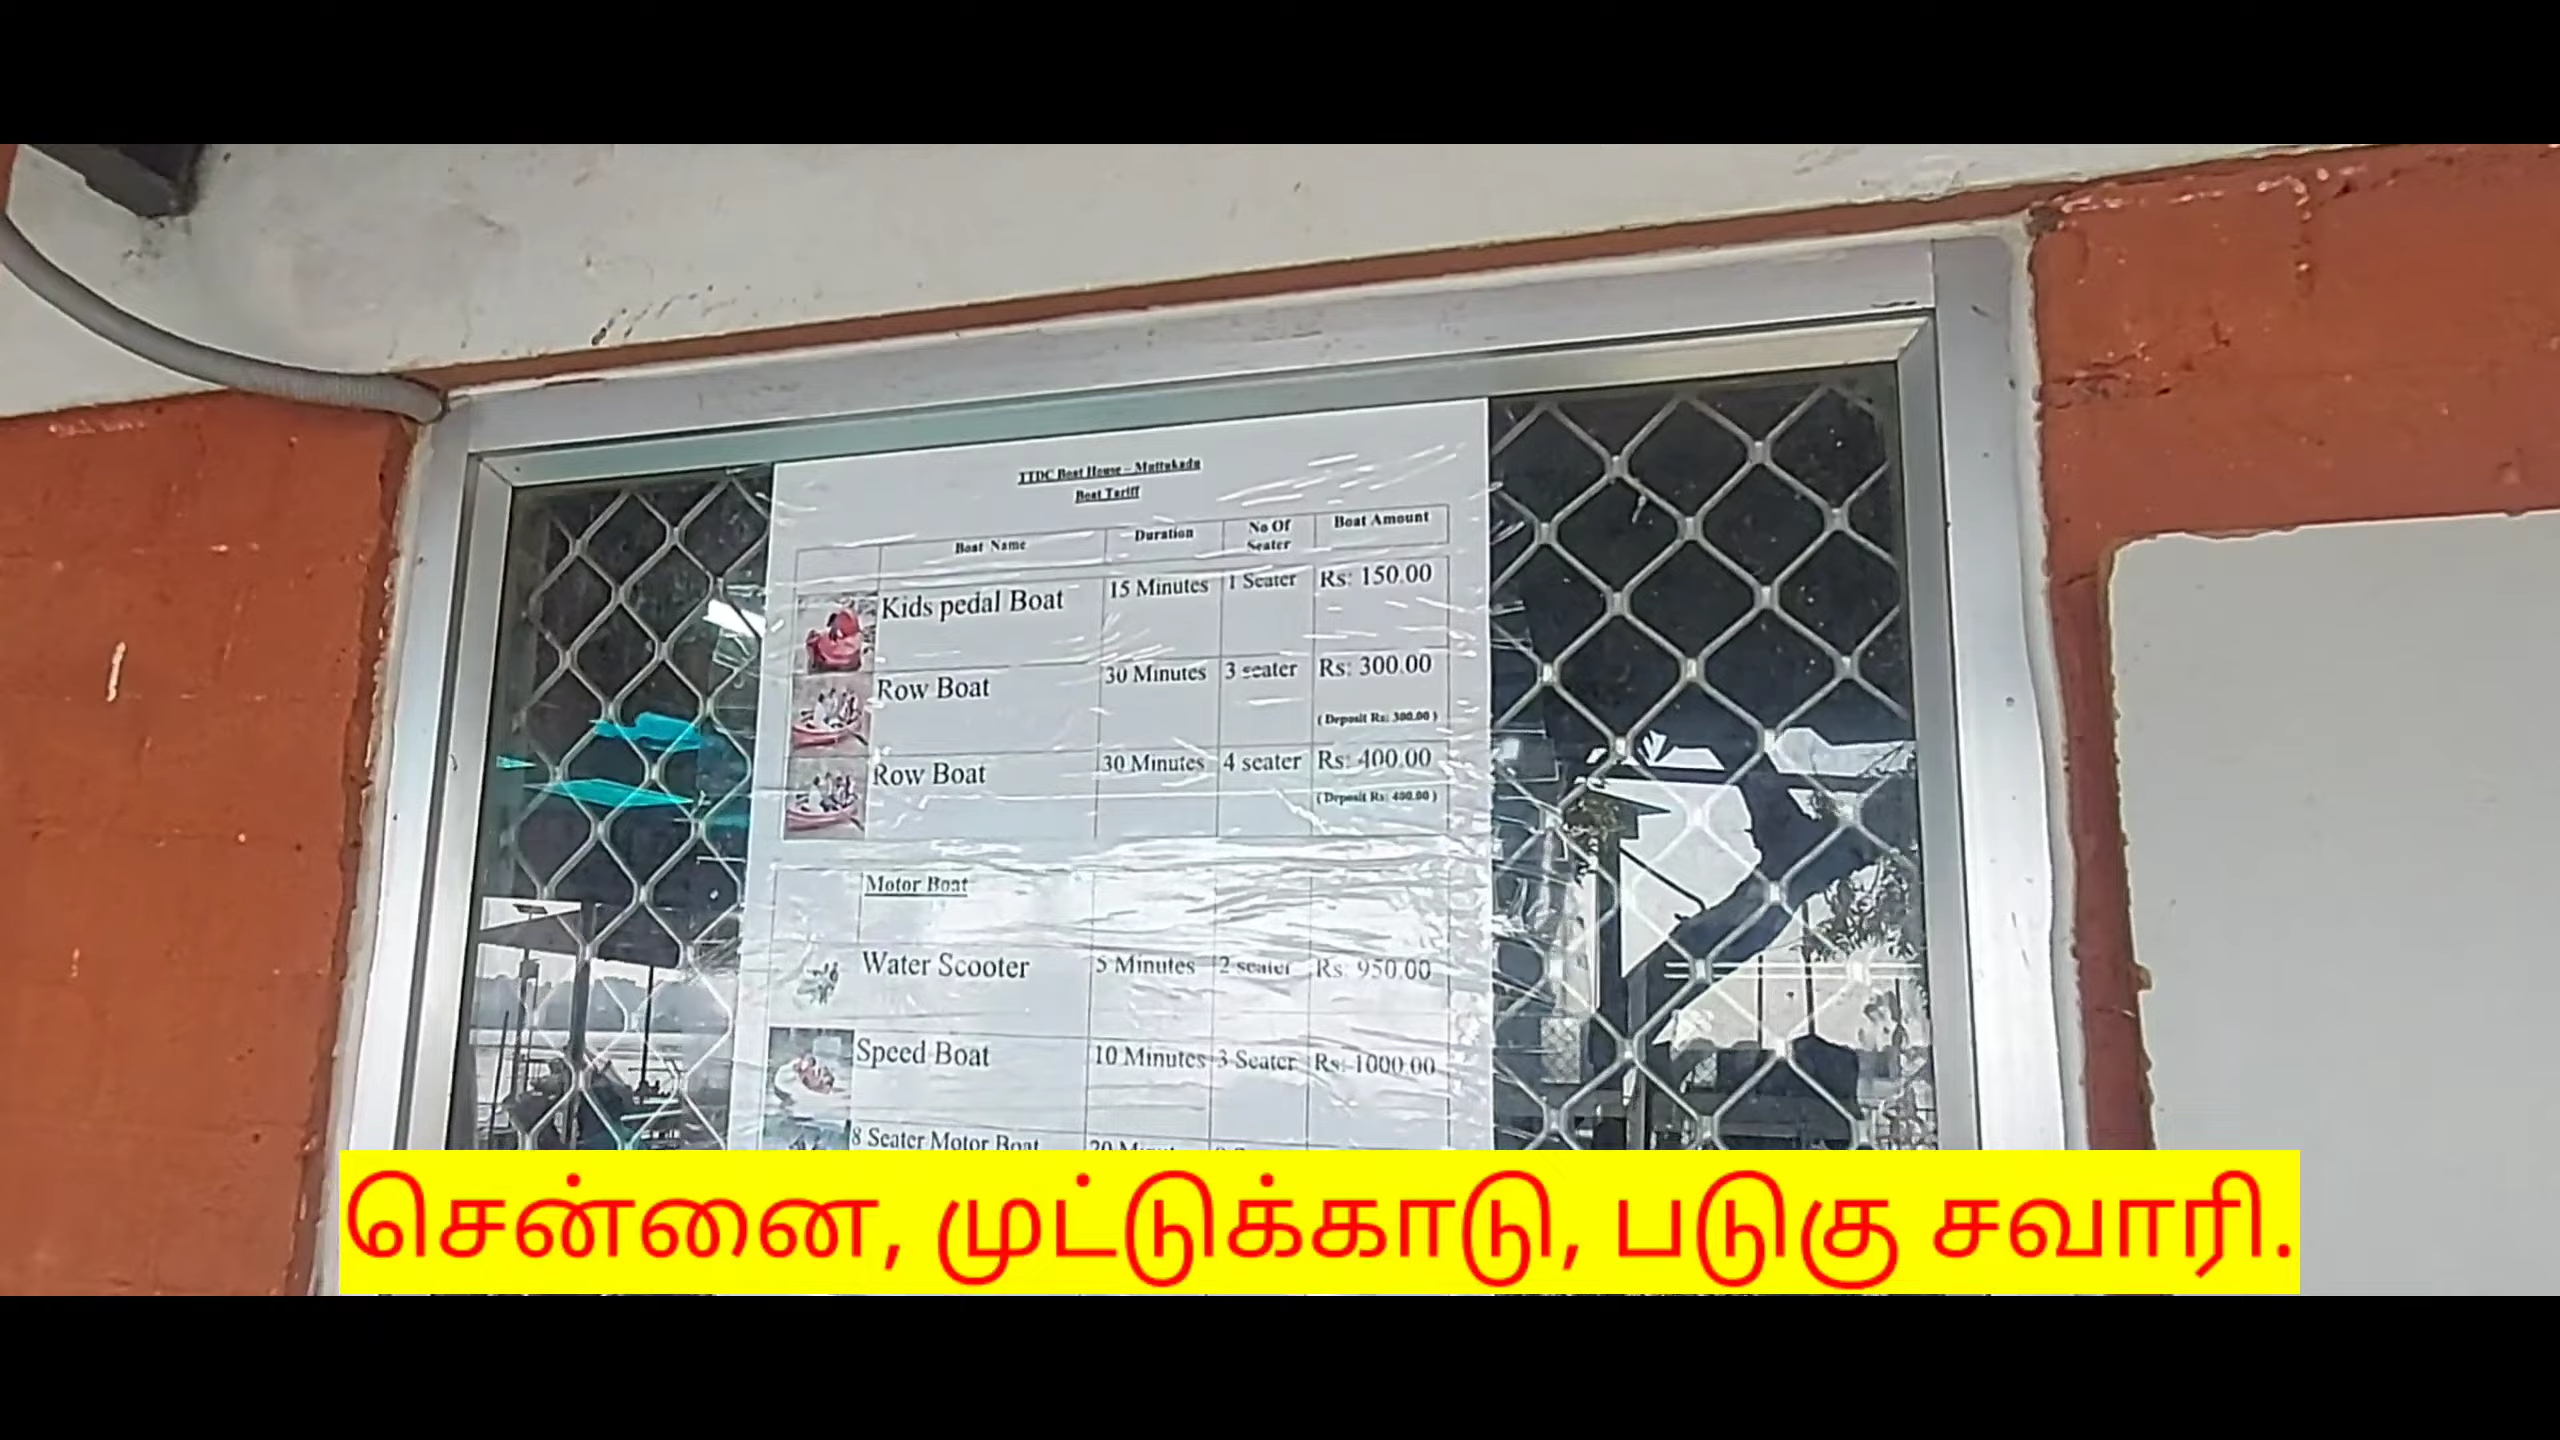 TTDC Boat House – Muttukadu
Boat Tariff
Boat Name Duration No Of Seater Boat Amount
Kids pedal Boat 15 Minutes 1 Seater Rs: 150.00
Row Boat 30 Minutes 3 seater Rs: 300.00
( Deposit Rs: 300.00 )
Row Boat 30 Minutes 4 seater Rs: 400.00
( Deposit Rs: 400.00 )
Motor Boat
Water Scooter 5 Minutes 2 seater Rs: 950.00
Speed Boat 10 Minutes 3 Seater Rs: 1000.00
8 Seater Motor Boat 20
சென்னை, முட்டுக்காடு, படுகு சவாரி.